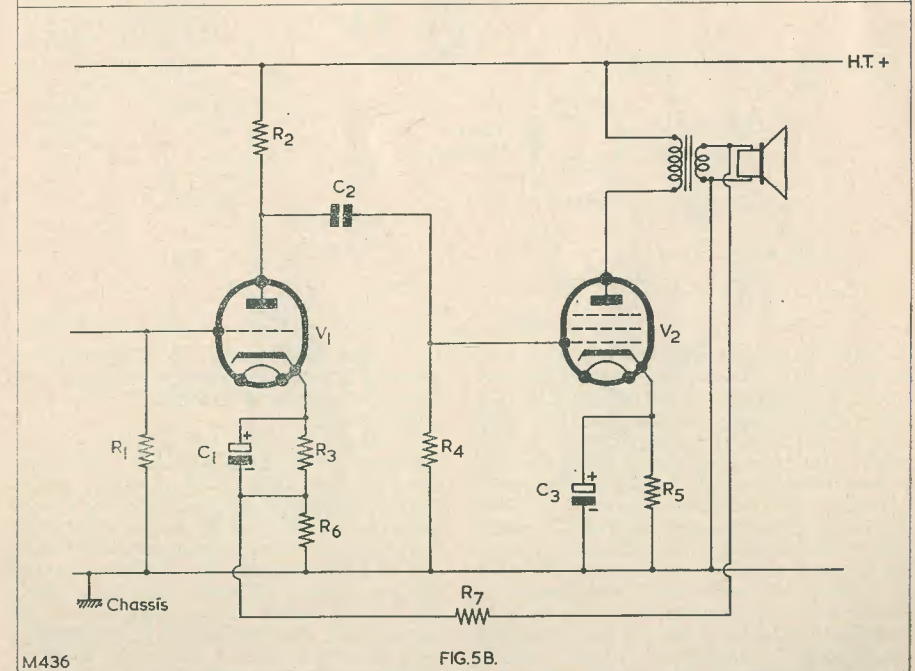 H.T. +
R2
C2
V1
V2
R1
C1
+
-
R3
R4
C3
+
-
R5
R6
Chassis
R7
M436
FIG.5B.